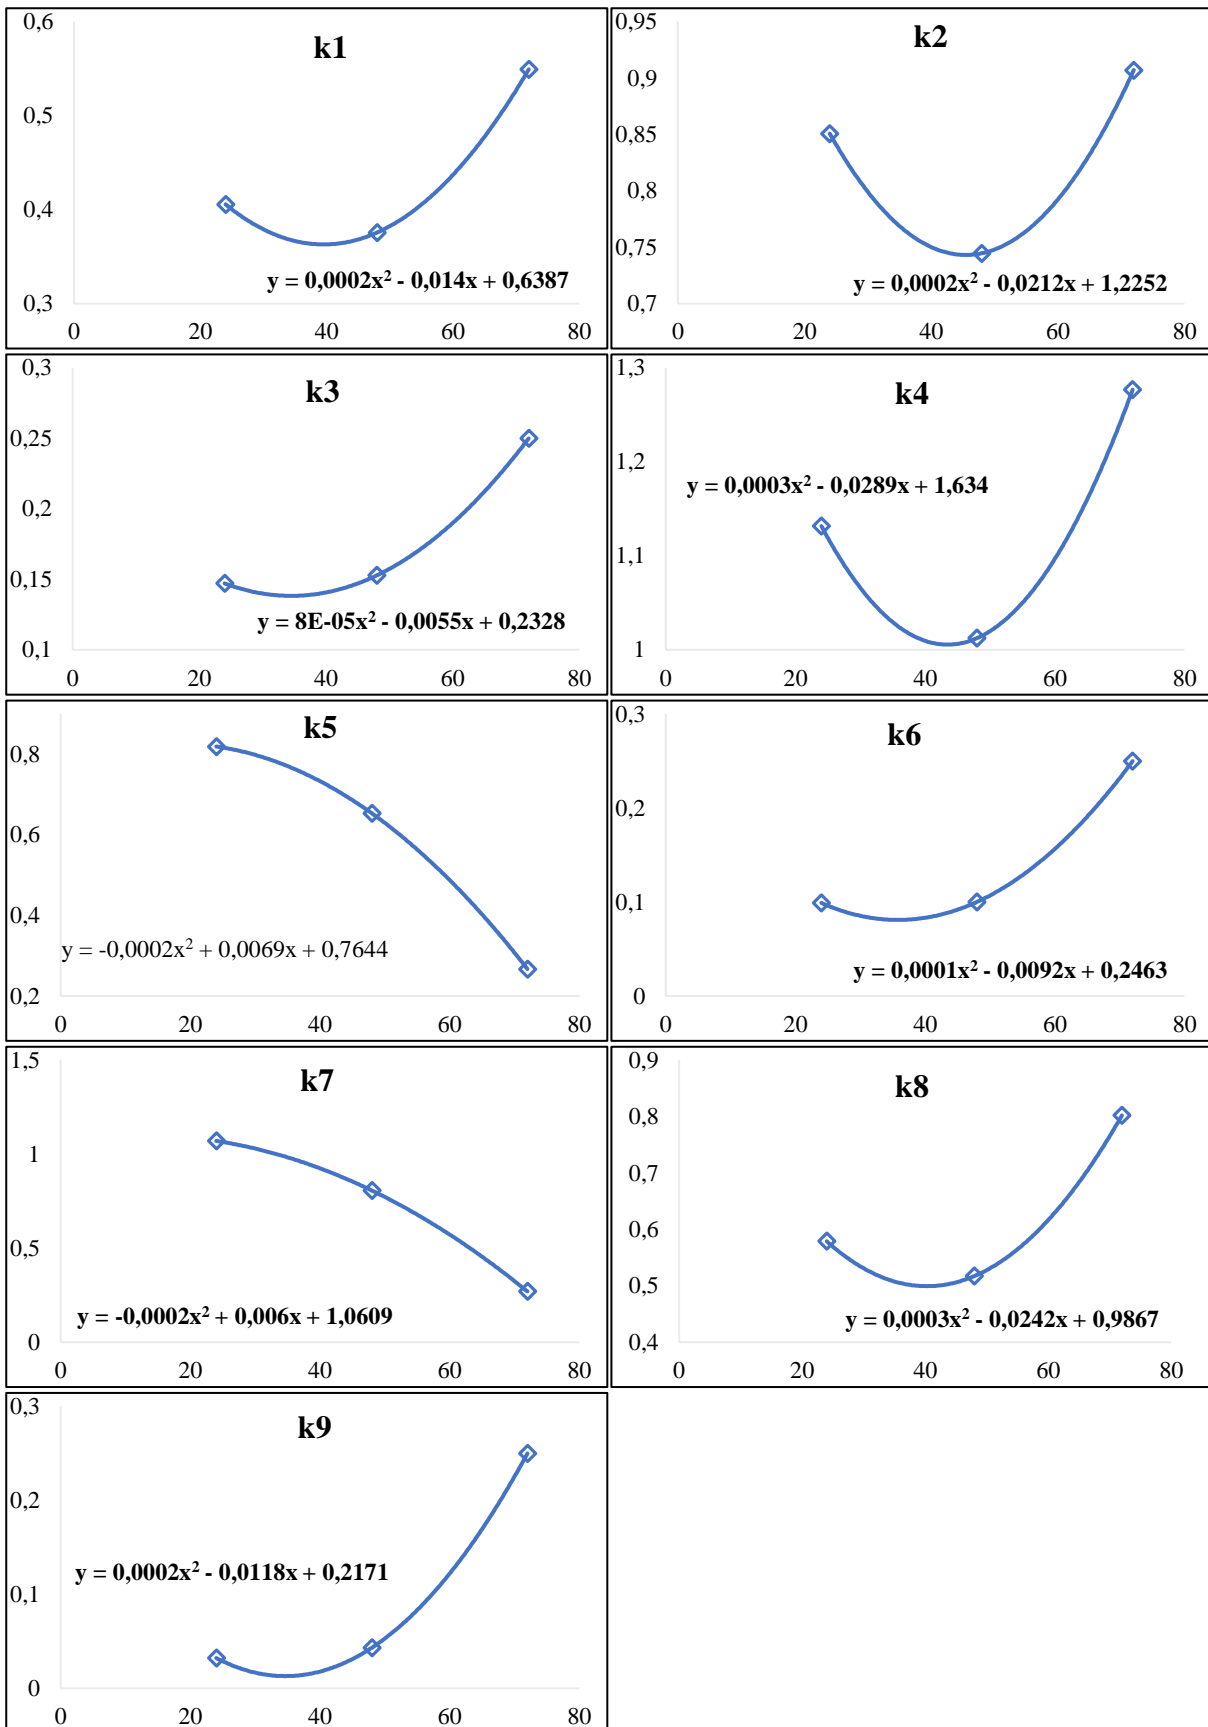 k1
0,6
0,5
0,4
0,3
y = 0,0002x² - 0,014x + 0,6387
0 20 40 60 80
k2
0,95
0,9
0,85
0,8
0,75
0,7
y = 0,0002x² - 0,0212x + 1,2252
0 20 40 60 80
k3
0,3
0,25
0,2
0,15
0,1
y = 8E-05x² - 0,0055x + 0,2328
0 20 40 60 80
k4
1,3
1,2
1,1
1
y = 0,0003x² - 0,0289x + 1,634
0 20 40 60 80
k5
0,8
0,6
0,4
0,2
y = -0,0002x² + 0,0069x + 0,7644
0 20 40 60 80
k6
0,3
0,2
0,1
0
y = 0,0001x² - 0,0092x + 0,2463
0 20 40 60 80
k7
1,5
1
0,5
0
y = -0,0002x² + 0,006x + 1,0609
0 20 40 60 80
k8
0,9
0,8
0,7
0,6
0,5
0,4
y = 0,0003x² - 0,0242x + 0,9867
0 20 40 60 80
k9
0,3
0,2
0,1
0
y = 0,0002x² - 0,0118x + 0,2171
0 20 40 60 80